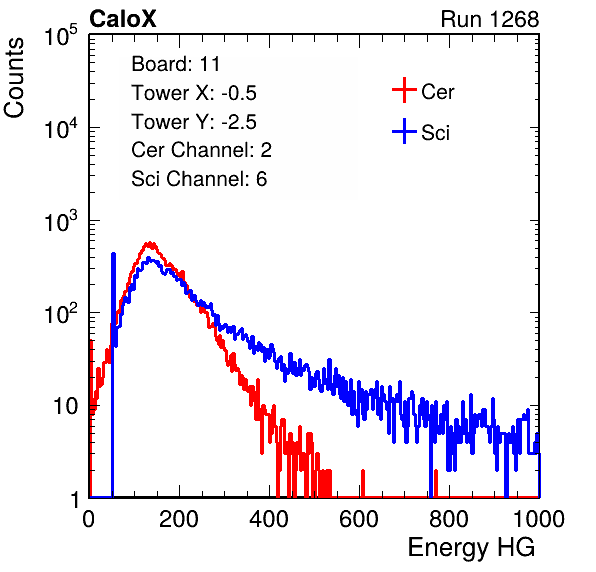 CaloX Run 1268
Counts
10^5
10^4
10^3
10^2
10
1
Board: 11
Tower X: -0.5
Tower Y: -2.5
Cer Channel: 2
Sci Channel: 6
Cer
Sci
0 200 400 600 800 1000
Energy HG